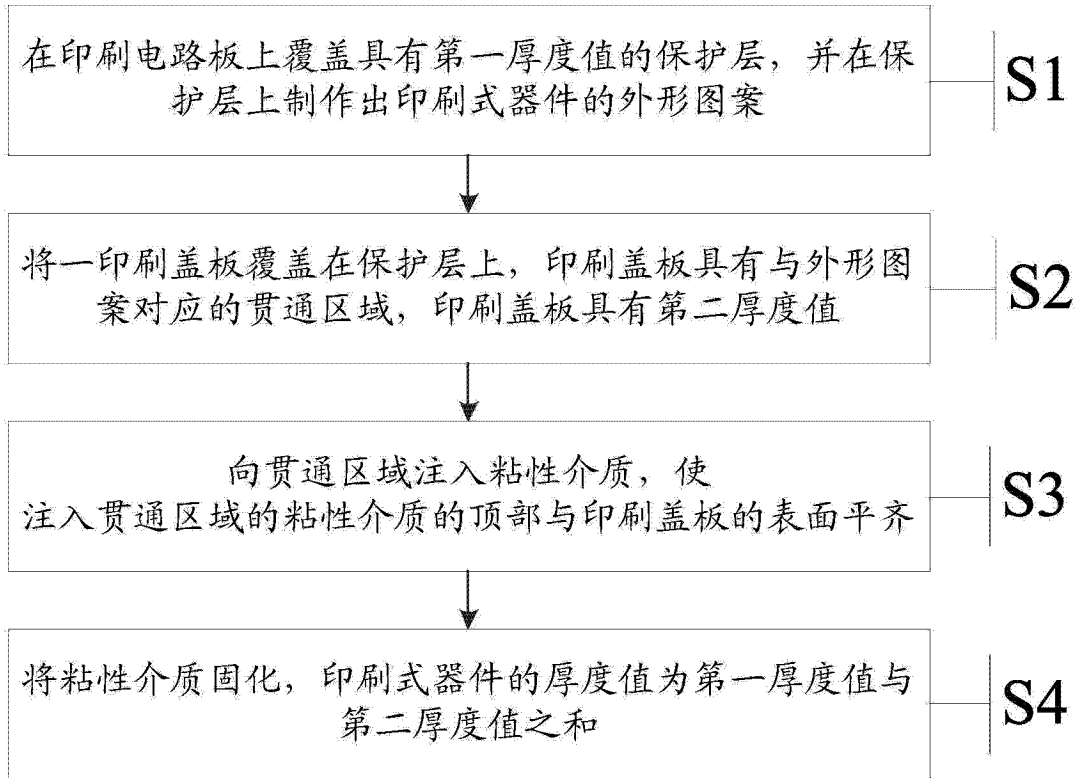 在印刷电路板上覆盖具有第一厚度值的保护层，并在保
护层上制作出印刷式器件的外形图案
S1
将一印刷盖板覆盖在保护层上，印刷盖板具有与外形图
案对应的贯通区域，印刷盖板具有第二厚度值
S2
向贯通区域注入粘性介质，使
注入贯通区域的粘性介质的顶部与印刷盖板的表面平齐
S3
将粘性介质固化，印刷式器件的厚度值为第一厚度值与
第二厚度值之和
S4